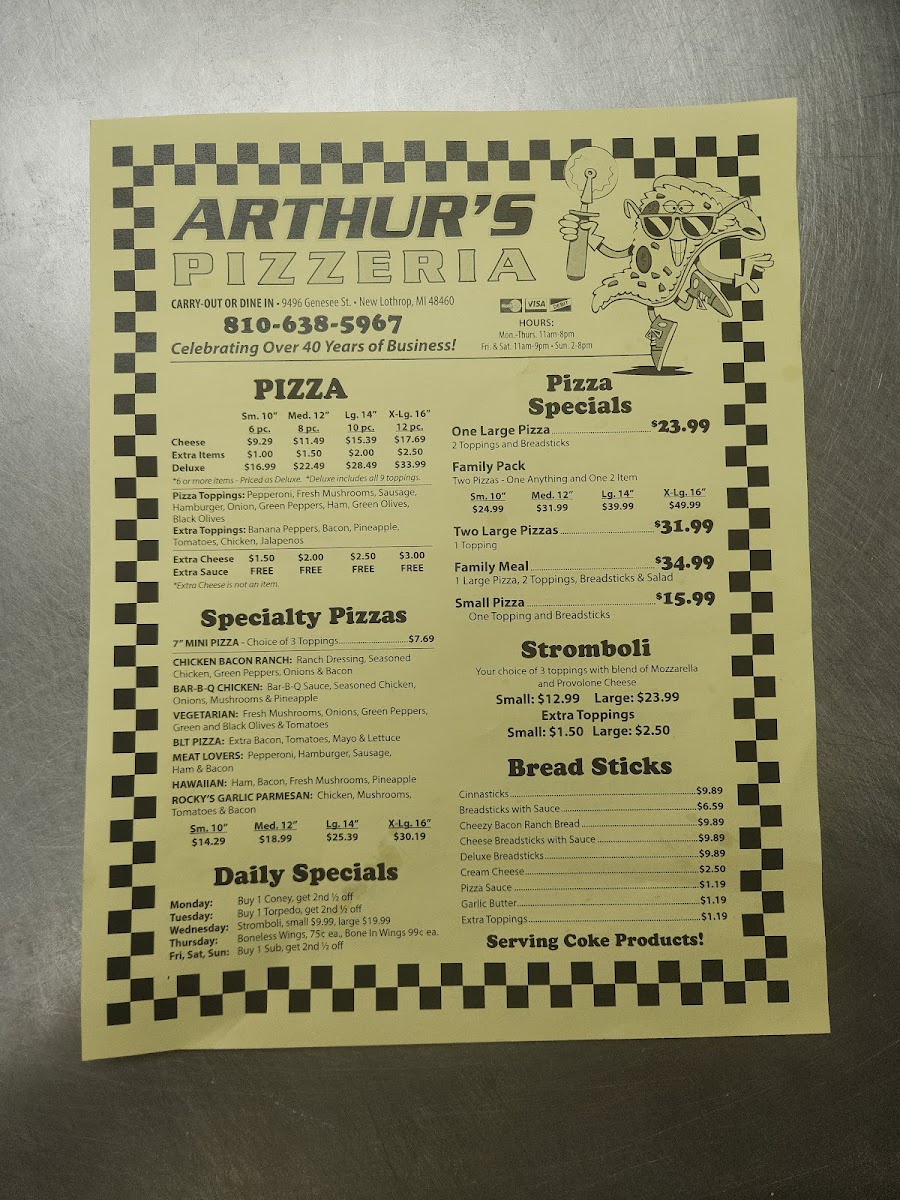 ARTHUR'S
PIZZERIA
CARRY-OUT OR DINE IN • 9496 Genesee St. • New Lothrop, MI 48460
810-638-5967
Celebrating Over 40 Years of Business!
VISA DEBIT
HOURS:
Mon.-Thurs. 11am-8pm
Fri. & Sat. 11am-9pm • Sun. 2-8pm
PIZZA
Sm. 10" Med. 12" Lg. 14" X-Lg. 16"
6 pc. 8 pc. 10 pc. 12 pc.
Cheese $9.29 $11.49 $15.39 $17.69
Extra Items $1.00 $1.50 $2.00 $2.50
Deluxe $16.99 $22.49 $28.49 $33.99
*6 or more items - Priced as Deluxe. *Deluxe includes all 9 toppings.
Pizza Toppings: Pepperoni, Fresh Mushrooms, Sausage,
Hamburger, Onion, Green Peppers, Ham, Green Olives,
Black Olives
Extra Toppings: Banana Peppers, Bacon, Pineapple,
Tomatoes, Chicken, Jalapenos
Extra Cheese $1.50 $2.00 $2.50 $3.00
Extra Sauce FREE FREE FREE FREE
*Extra Cheese is not an item.
Specialty Pizzas
7" MINI PIZZA - Choice of 3 Toppings $7.69
CHICKEN BACON RANCH: Ranch Dressing, Seasoned
Chicken, Green Peppers, Onions & Bacon
BAR-B-Q CHICKEN: Bar-B-Q Sauce, Seasoned Chicken,
Onions, Mushrooms & Pineapple
VEGETARIAN: Fresh Mushrooms, Onions, Green Peppers,
Green and Black Olives & Tomatoes
BLT PIZZA: Extra Bacon, Tomatoes, Mayo & Lettuce
MEAT LOVERS: Pepperoni, Hamburger, Sausage,
Ham & Bacon
HAWAIIAN: Ham, Bacon, Fresh Mushrooms, Pineapple
ROCKY'S GARLIC PARMESAN: Chicken, Mushrooms,
Tomatoes & Bacon
Sm. 10" Med. 12" Lg. 14" X-Lg. 16"
$14.29 $18.99 $25.39 $30.19
Daily Specials
Monday: Buy 1 Coney, get 2nd ½ off
Tuesday: Buy 1 Torpedo, get 2nd ½ off
Wednesday: Stromboli, small $9.99, large $19.99
Thursday: Boneless Wings, 75¢ ea., Bone In Wings 99¢ ea.
Fri, Sat, Sun: Buy 1 Sub, get 2nd ½ off
Pizza
Specials
One Large Pizza $23.99
2 Toppings and Breadsticks
Family Pack
Two Pizzas - One Anything and One 2 Item
Sm. 10" Med. 12" Lg. 14" X-Lg. 16"
$24.99 $31.99 $39.99 $49.99
Two Large Pizzas $31.99
1 Topping
Family Meal $34.99
1 Large Pizza, 2 Toppings, Breadsticks & Salad
Small Pizza $15.99
One Topping and Breadsticks
Stromboli
Your choice of 3 toppings with blend of Mozzarella
and Provolone Cheese
Small: $12.99 Large: $23.99
Extra Toppings
Small: $1.50 Large: $2.50
Bread Sticks
Cinnasticks $9.89
Breadsticks with Sauce $6.59
Cheezy Bacon Ranch Bread $9.89
Cheese Breadsticks with Sauce $9.89
Deluxe Breadsticks $9.89
Cream Cheese $2.50
Pizza Sauce $1.19
Garlic Butter $1.19
Extra Toppings $1.19
Serving Coke Products!